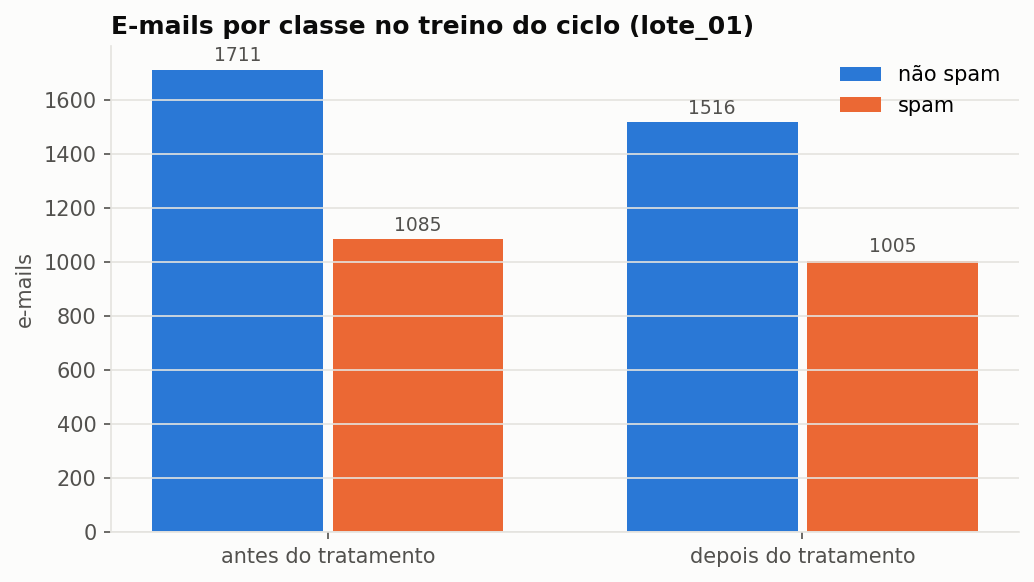 E-mails por classe no treino do ciclo (lote_01)
não spam
spam
1711
1085
1516
1005
e-mails
1600
1400
1200
1000
800
600
400
200
0
antes do tratamento
depois do tratamento